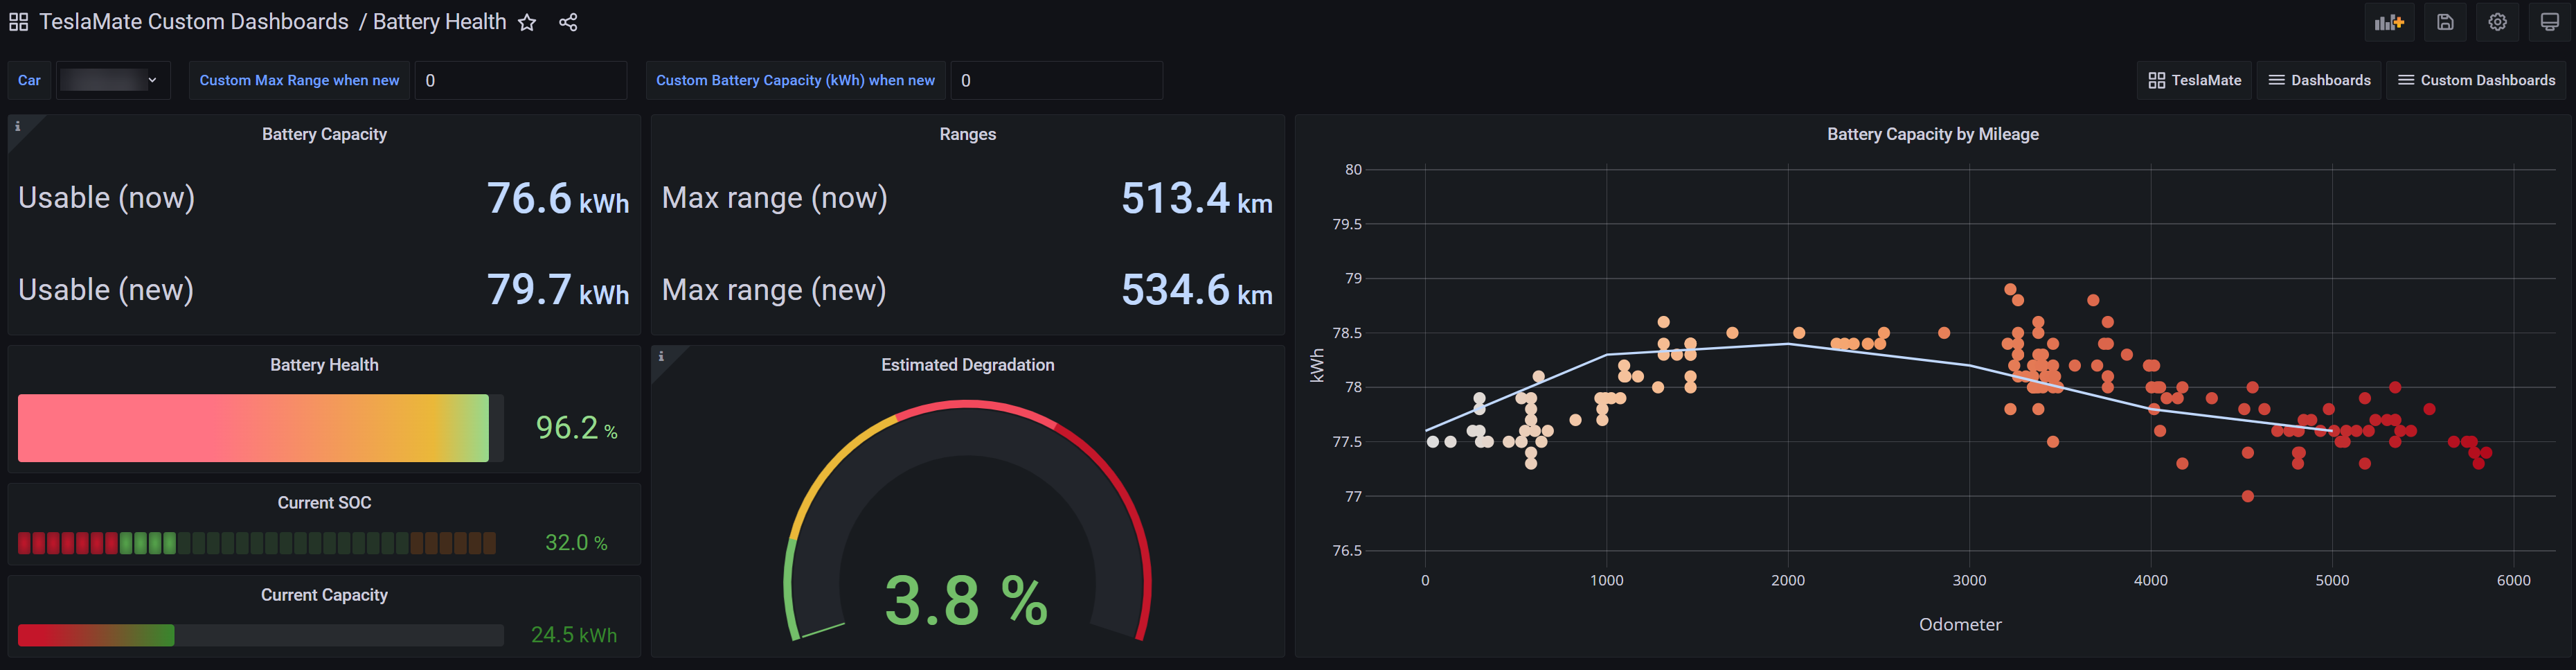 TeslaMate Custom Dashboards / Battery Health
Car
Custom Max Range when new 0
Custom Battery Capacity (kWh) when new 0
TeslaMate
Dashboards
Custom Dashboards
Battery Capacity
Usable (now) 76.6 kWh
Usable (new) 79.7 kWh
Ranges
Max range (now) 513.4 km
Max range (new) 534.6 km
Battery Health
96.2 %
Current SOC
32.0 %
Current Capacity
24.5 kWh
Estimated Degradation
3.8 %
Battery Capacity by Mileage
80
79.5
79
78.5
78
77.5
77
76.5
kWh
0 1000 2000 3000 4000 5000 6000
Odometer